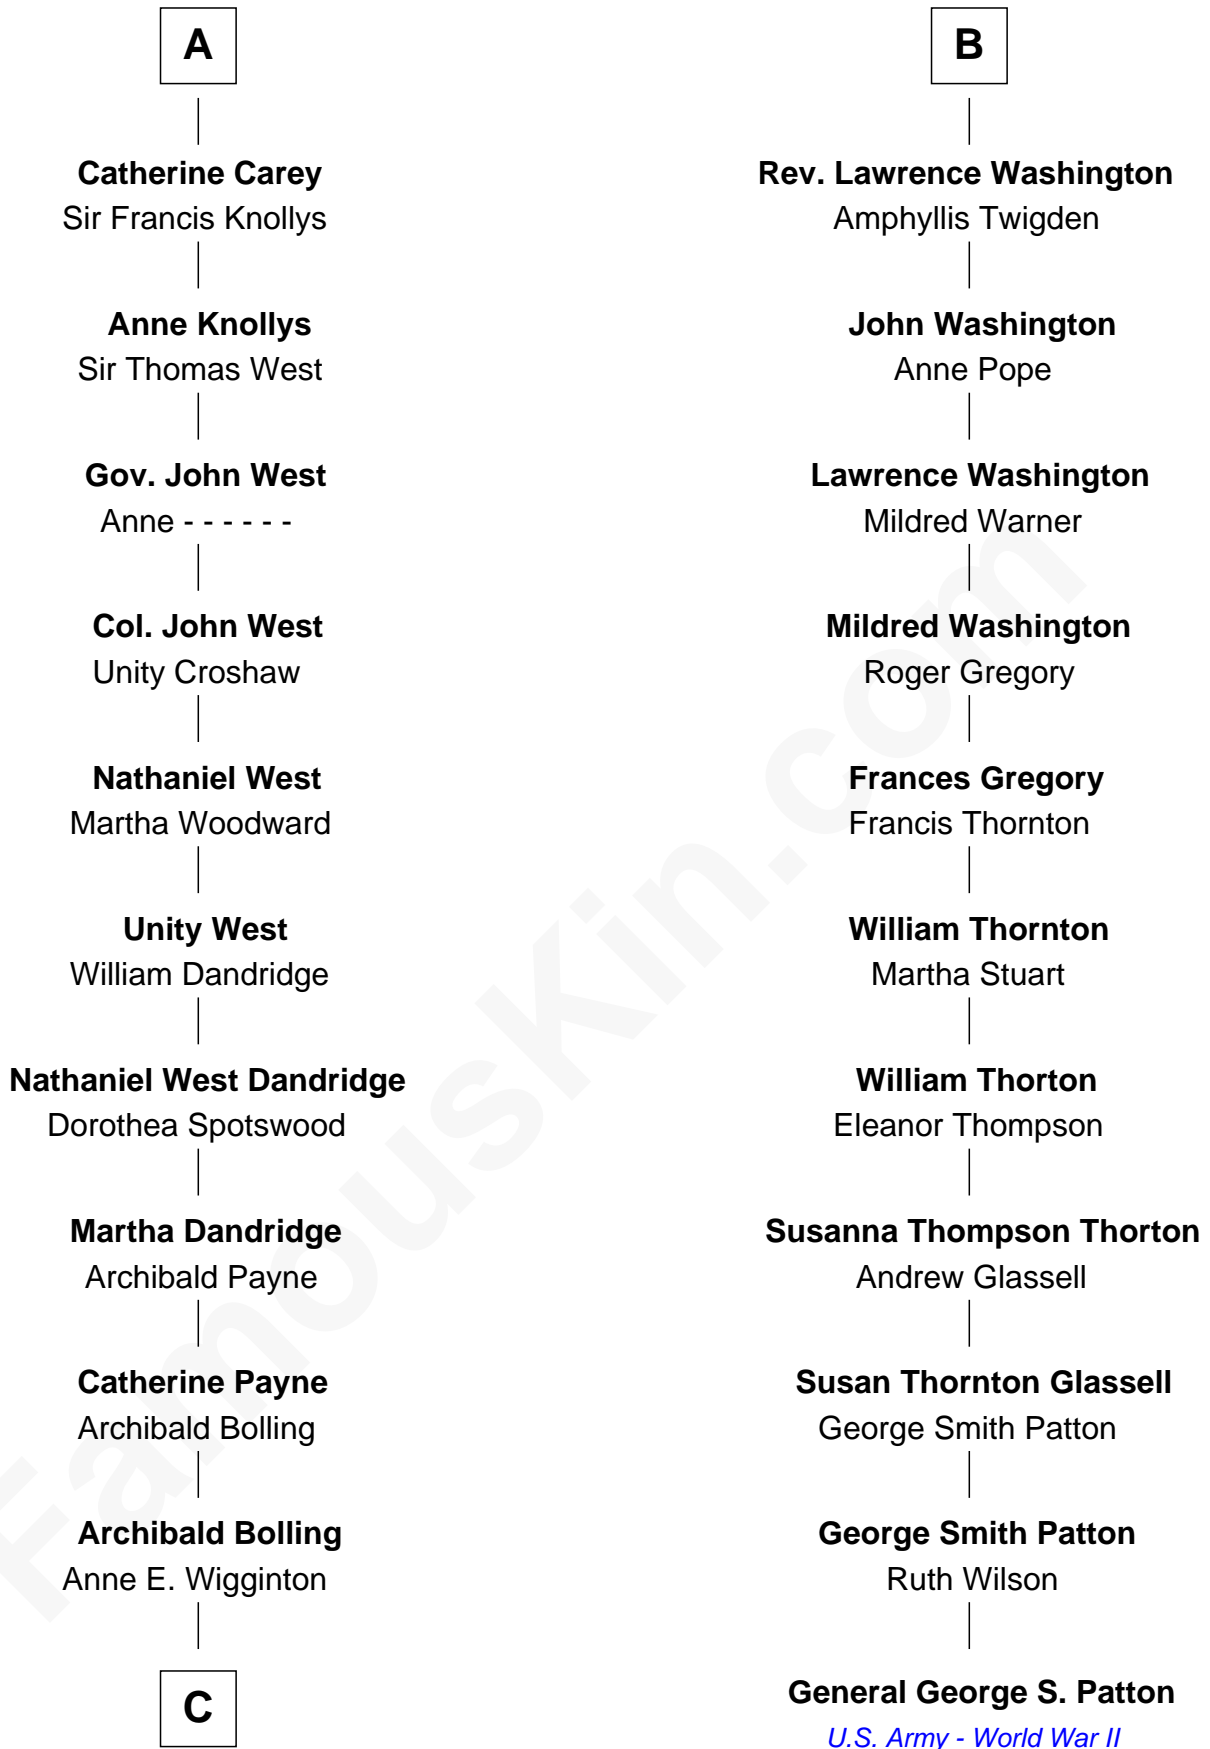 A
Catherine Carey
Sir Francis Knollys
Anne Knollys
Sir Thomas West
Gov. John West
Anne - - - - - -
Col. John West
Unity Croshaw
Nathaniel West
Martha Woodward
Unity West
William Dandridge
Nathaniel West Dandridge
Dorothea Spotswood
Martha Dandridge
Archibald Payne
Catherine Payne
Archibald Bolling
Archibald Bolling
Anne E. Wigginton
C
B
Rev. Lawrence Washington
Amphyllis Twigden
John Washington
Anne Pope
Lawrence Washington
Mildred Warner
Mildred Washington
Roger Gregory
Frances Gregory
Francis Thornton
William Thornton
Martha Stuart
William Thorton
Eleanor Thompson
Susanna Thompson Thorton
Andrew Glassell
Susan Thornton Glassell
George Smith Patton
George Smith Patton
Ruth Wilson
General George S. Patton
U.S. Army - World War II
FamousKin.com